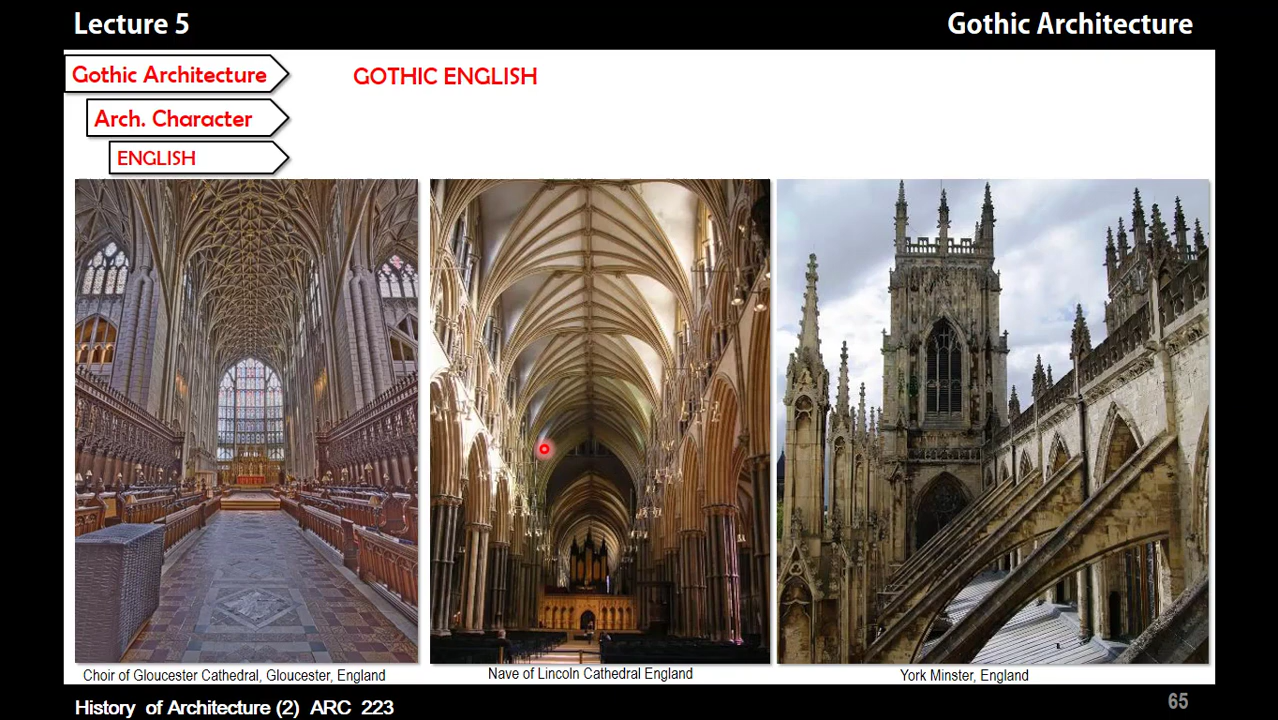 Lecture 5
Gothic Architecture
Gothic Architecture
GOTHIC ENGLISH
Arch. Character
ENGLISH
Choir of Gloucester Cathedral, Gloucester, England
Nave of Lincoln Cathedral England
York Minster, England
History of Architecture (2) ARC 223
65